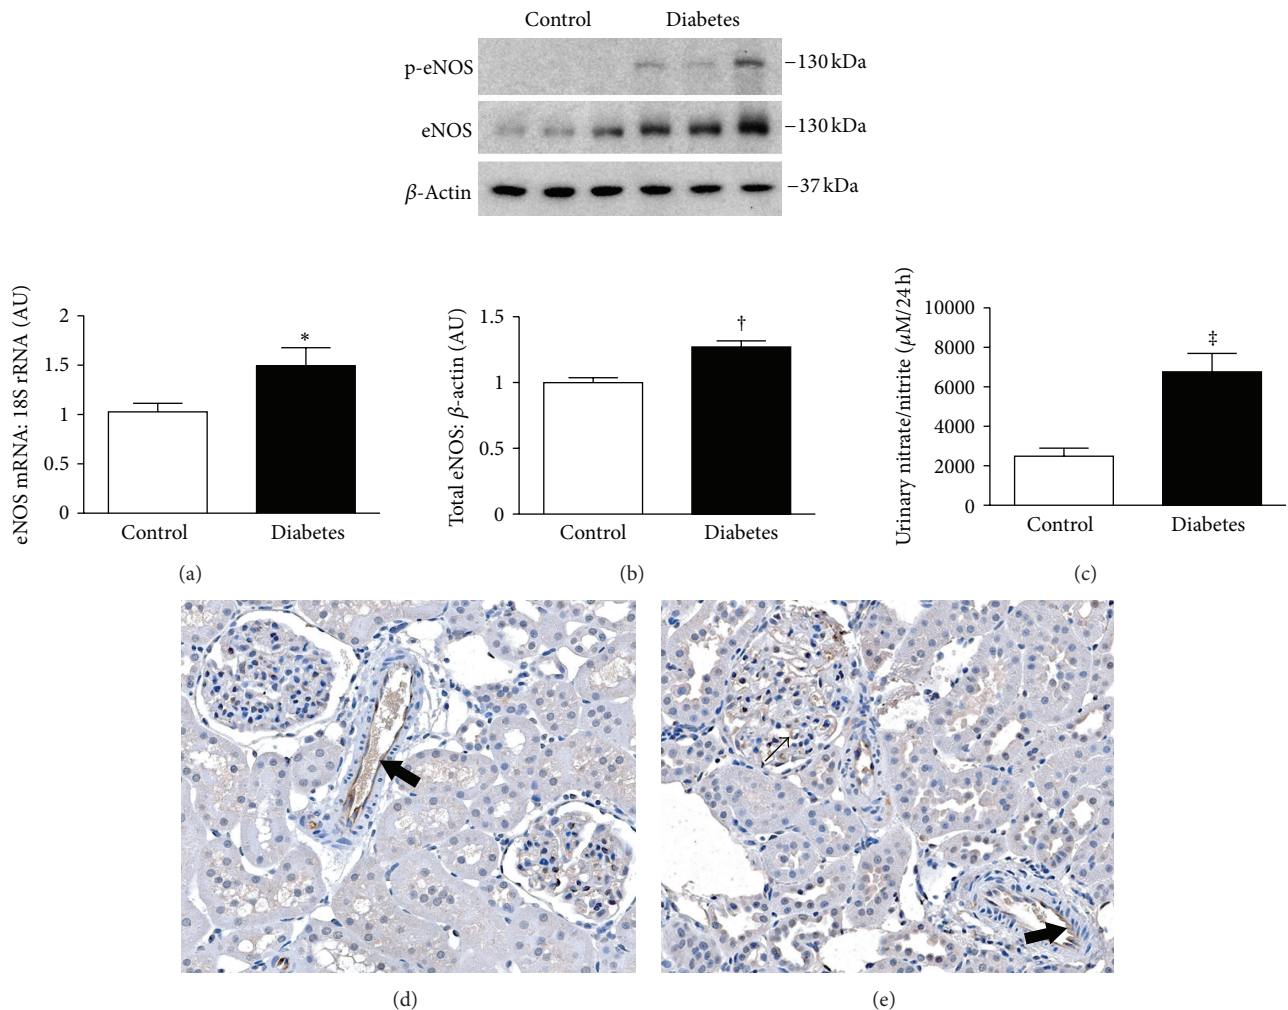 Control Diabetes
p-eNOS −130 kDa
eNOS −130 kDa
β-Actin −37 kDa
eNOS mRNA: 18S rRNA (AU)
2
1.5
1
0.5
0
*
Control Diabetes
(a)
Total eNOS: β-actin (AU)
1.5
1
0.5
0
†
Control Diabetes
(b)
Urinary nitrate/nitrite (μM/24 h)
10000
8000
6000
4000
2000
0
‡
Control Diabetes
(c)
(d)
(e)